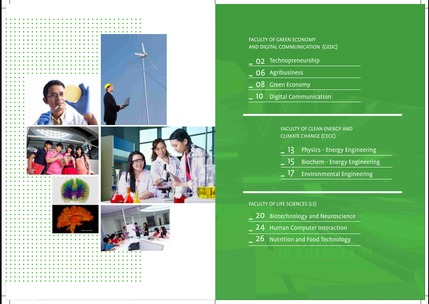 FACULTY OF GREEN ECONOMY
AND DIGITAL COMMUNICATION (GEDC)
02 Technopreneurship
06 Agribusiness
08 Green Economy
10 Digital Communication
FACULTY OF CLEAN ENERGY AND
CLIMATE CHANGE (CECC)
13 Physics - Energy Engineering
15 Biochem - Energy Engineering
17 Environmental Engineering
FACULTY OF LIFE SCIENCES (LS)
20 Biotechnology and Neuroscience
24 Human Computer Interaction
26 Nutrition and Food Technology